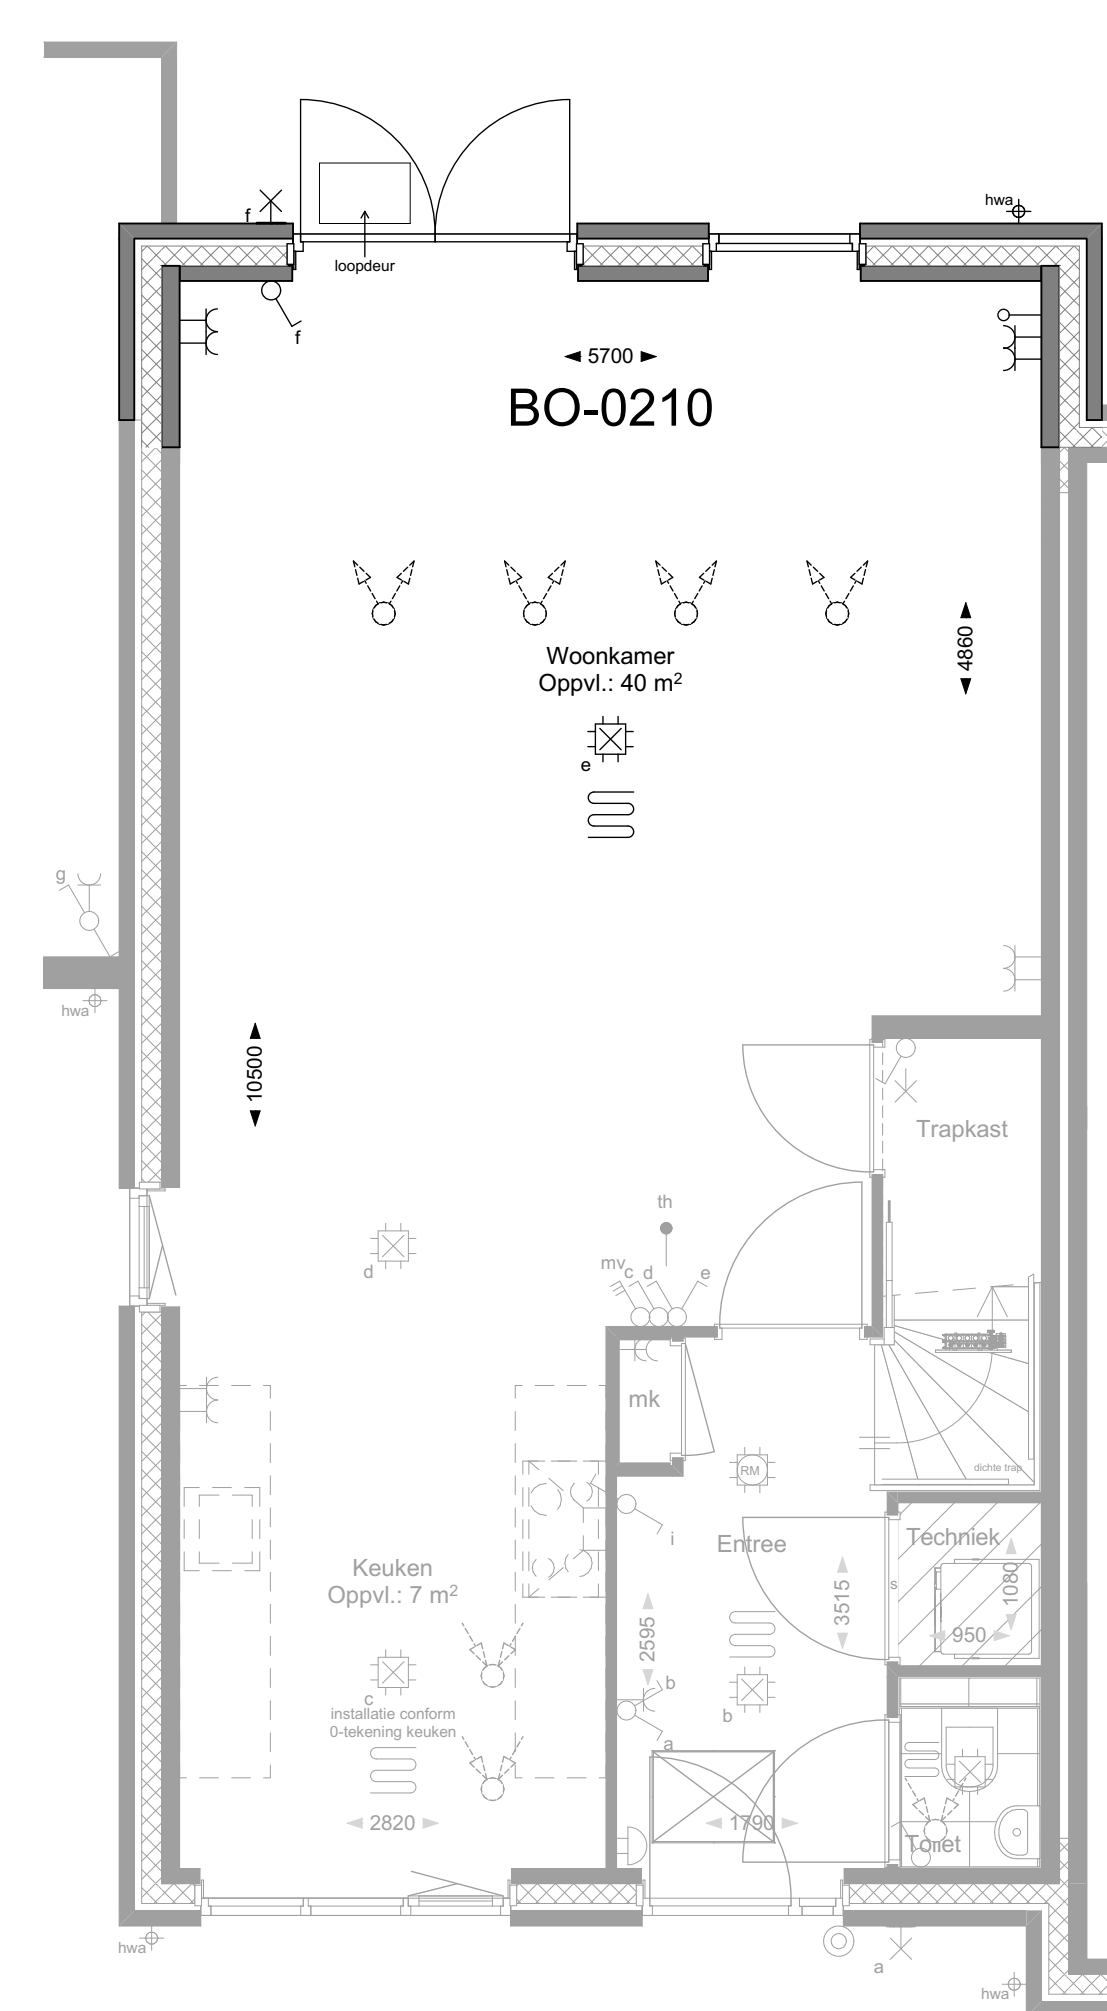 hwa
f
loopdeur
f
5700
BO-0210
4860
Woonkamer
Oppvl.: 40 m²
e
g
hwa
10500
Trapkast
th
mv
c
d
e
d
mk
RM
dichte trap
i
Entree
Techniek
Keuken
Oppvl.: 7 m²
s
1080
3515
2595
950
b
c
b
installatie conform
0-tekening keuken
a
2820
1790
Toilet
hwa
a
hwa